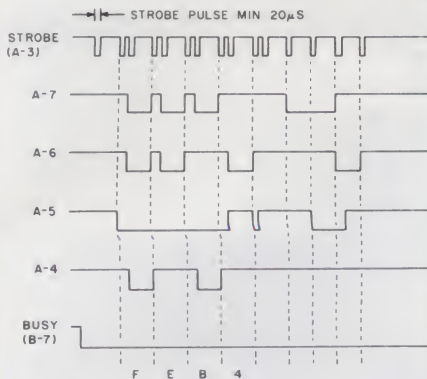 STROBE PULSE MIN 20μS
STROBE
(A-3)
A-7
A-6
A-5
A-4
BUSY
(B-7)
F E B 4